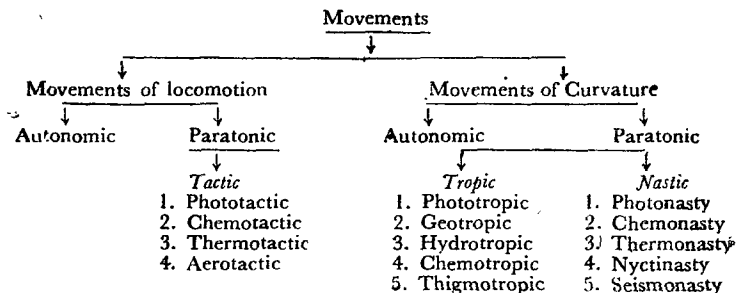 Movements
Movements of locomotion Movements of Curvature
Autonomic Paratonic Autonomic Paratonic
Tactic Tropic Nastic
1. Phototactic 1. Phototropic 1. Photonasty
2. Chemotactic 2. Geotropic 2. Chemonasty
3. Thermotactic 3. Hydrotropic 3) Thermonasty
4. Aerotactic 4. Chemotropic 4. Nyctinasty
5. Thigmotropic 5. Seismonasty